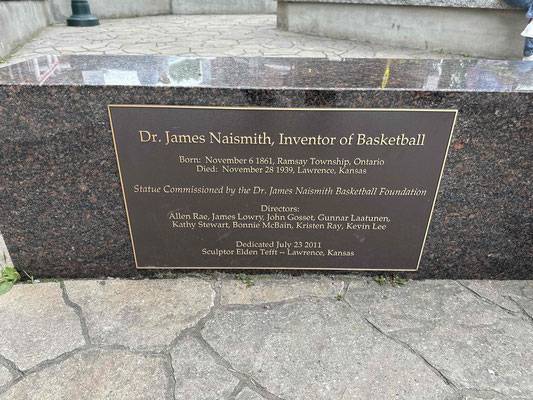 Dr. James Naismith, Inventor of Basketball
Born: November 6 1861, Ramsay Township, Ontario
Died: November 28 1939, Lawrence, Kansas
Statue Commissioned by the Dr. James Naismith Basketball Foundation
Directors:
Allen Rae, James Lowry, John Gosset, Gunnar Laatunen,
Kathy Stewart, Bonnie McBain, Kristen Ray, Kevin Lee
Dedicated July 23 2011
Sculptor Elden Tefft -- Lawrence, Kansas